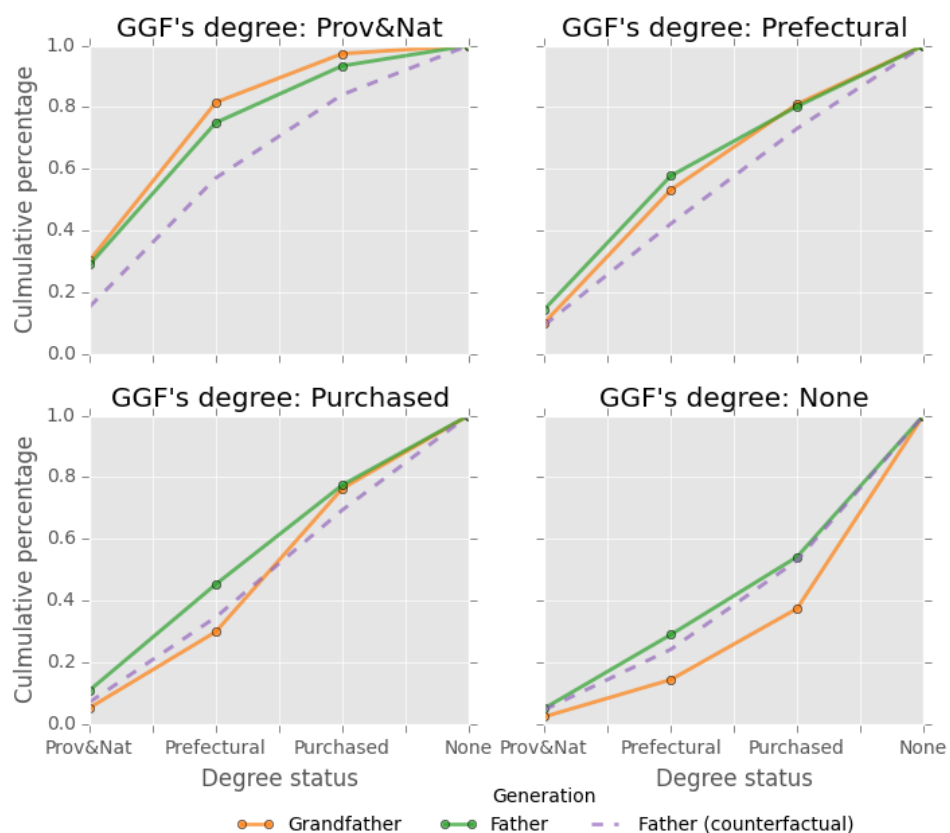 GGF's degree: Prov&Nat
GGF's degree: Prefectural
Culmulative percentage
1.0
0.8
0.6
0.4
0.2
0.0
GGF's degree: Purchased
GGF's degree: None
Culmulative percentage
1.0
0.8
0.6
0.4
0.2
0.0
Prov&Nat Prefectural Purchased None
Prov&Nat Prefectural Purchased None
Degree status
Degree status
Generation
Grandfather Father Father (counterfactual)